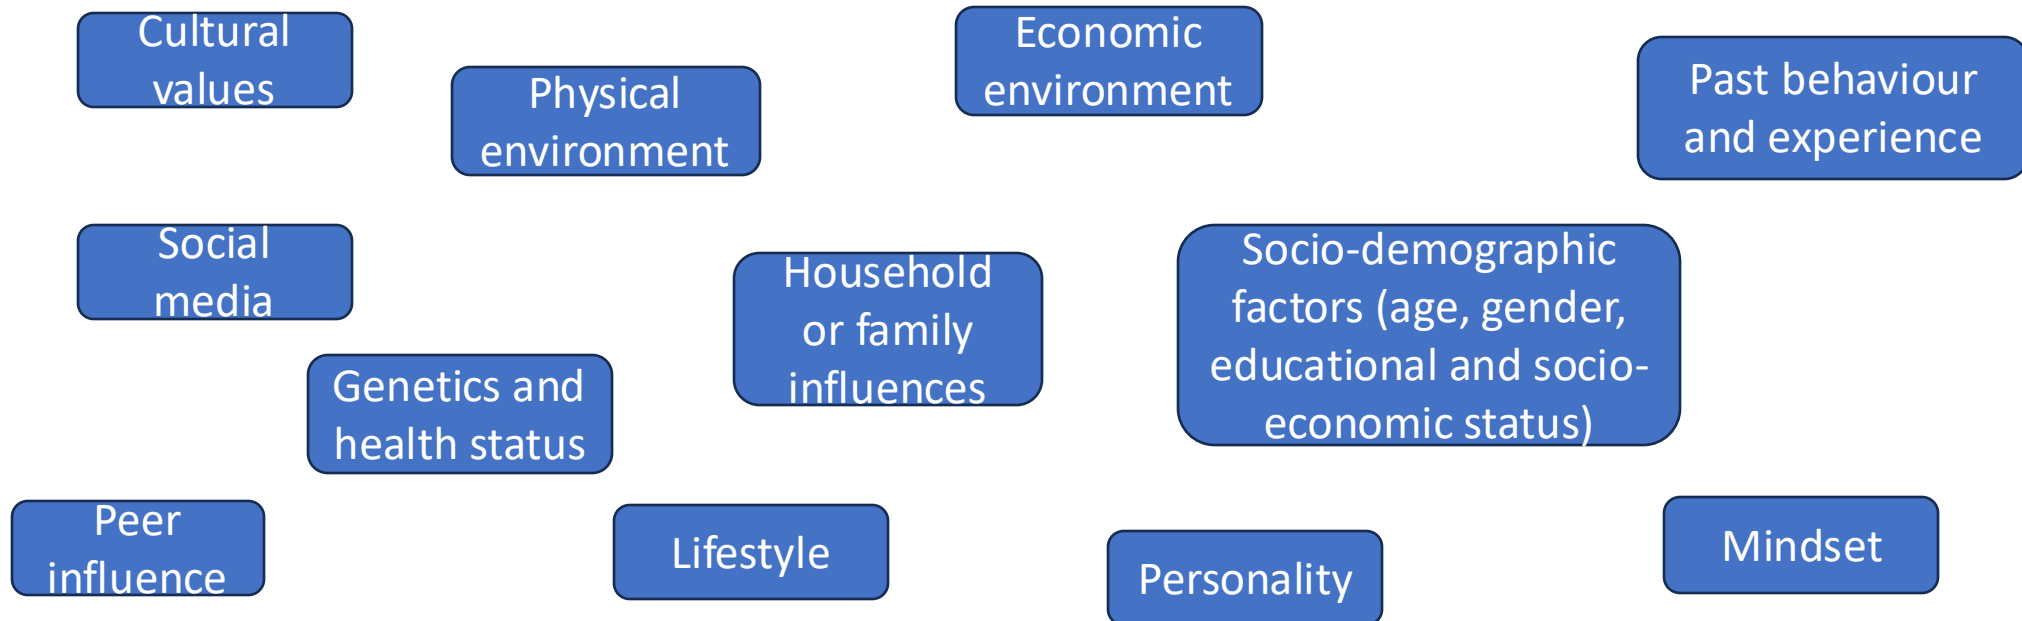 Cultural
values
Physical
environment
Economic
environment
Past behaviour
and experience
Social
media
Household
or family
influences
Socio-demographic
factors (age, gender,
educational and socio-
economic status)
Genetics and
health status
Peer
influence
Lifestyle
Personality
Mindset